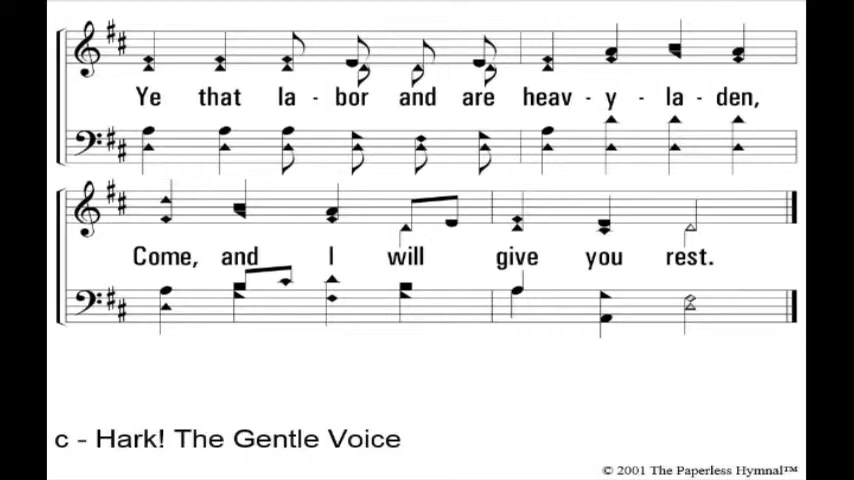 Ye that la - bor and are heav - y - la - den,
Come, and I will give you rest.
c - Hark! The Gentle Voice
© 2001 The Paperless Hymnal™